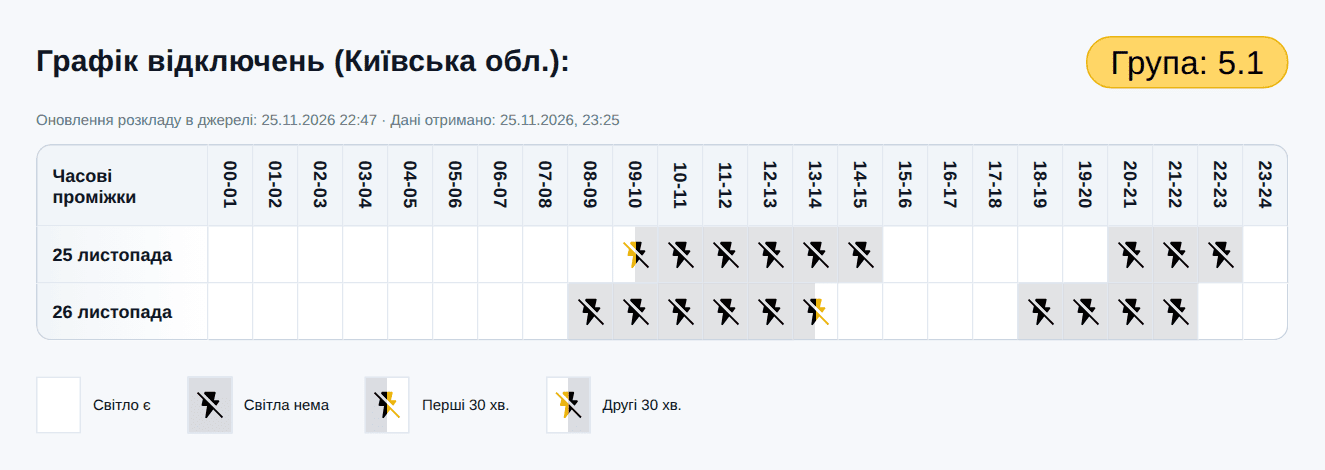 Графік відключень (Київська обл.):
Група: 5.1
Оновлення розкладу в джерелі: 25.11.2026 22:47 · Дані отримано: 25.11.2026, 23:25
Часові
проміжки
00-01
01-02
02-03
03-04
04-05
05-06
06-07
07-08
08-09
09-10
10-11
11-12
12-13
13-14
14-15
15-16
16-17
17-18
18-19
19-20
20-21
21-22
22-23
23-24
25 листопада
26 листопада
Світло є
Світла нема
Перші 30 хв.
Другі 30 хв.